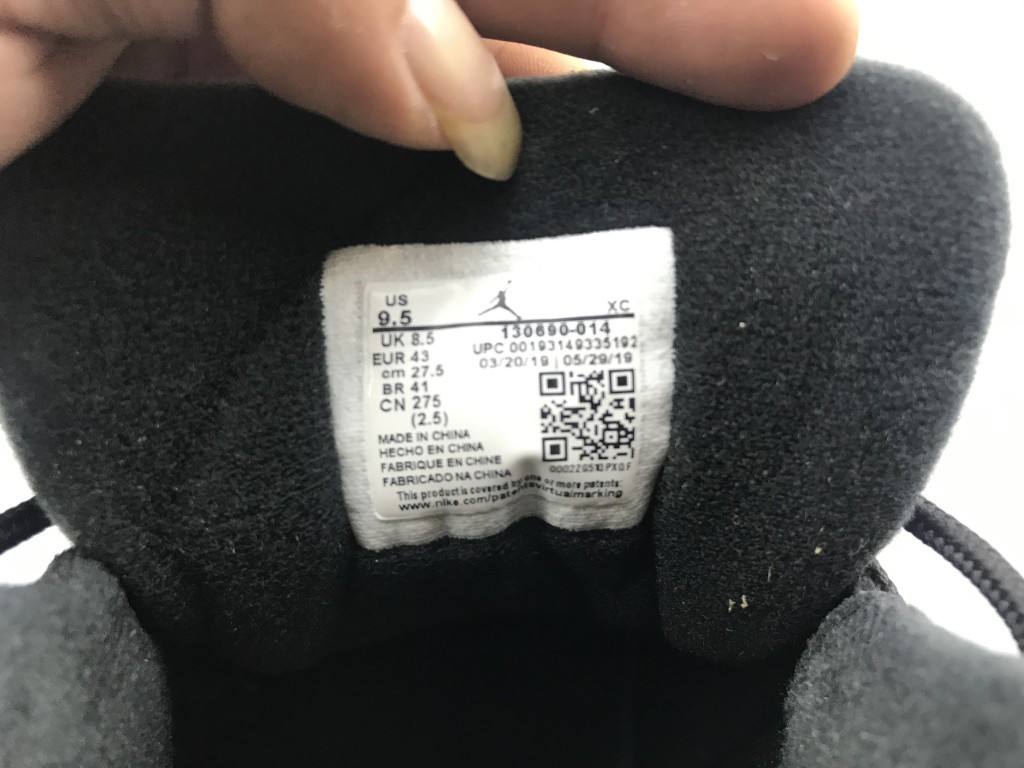 US
9.5 XC
UK 8.5
EUR 43
cm 27.5
BR 41
CN 275
(2.5)
130690-014
UPC 00193149335192
03/20/19 | 05/29/19
MADE IN CHINA
HECHO EN CHINA
FABRIQUE EN CHINE
FABRICADO NA CHINA
This product is covered by one or more patents:
www.nike.com/patentsvirtualmarking